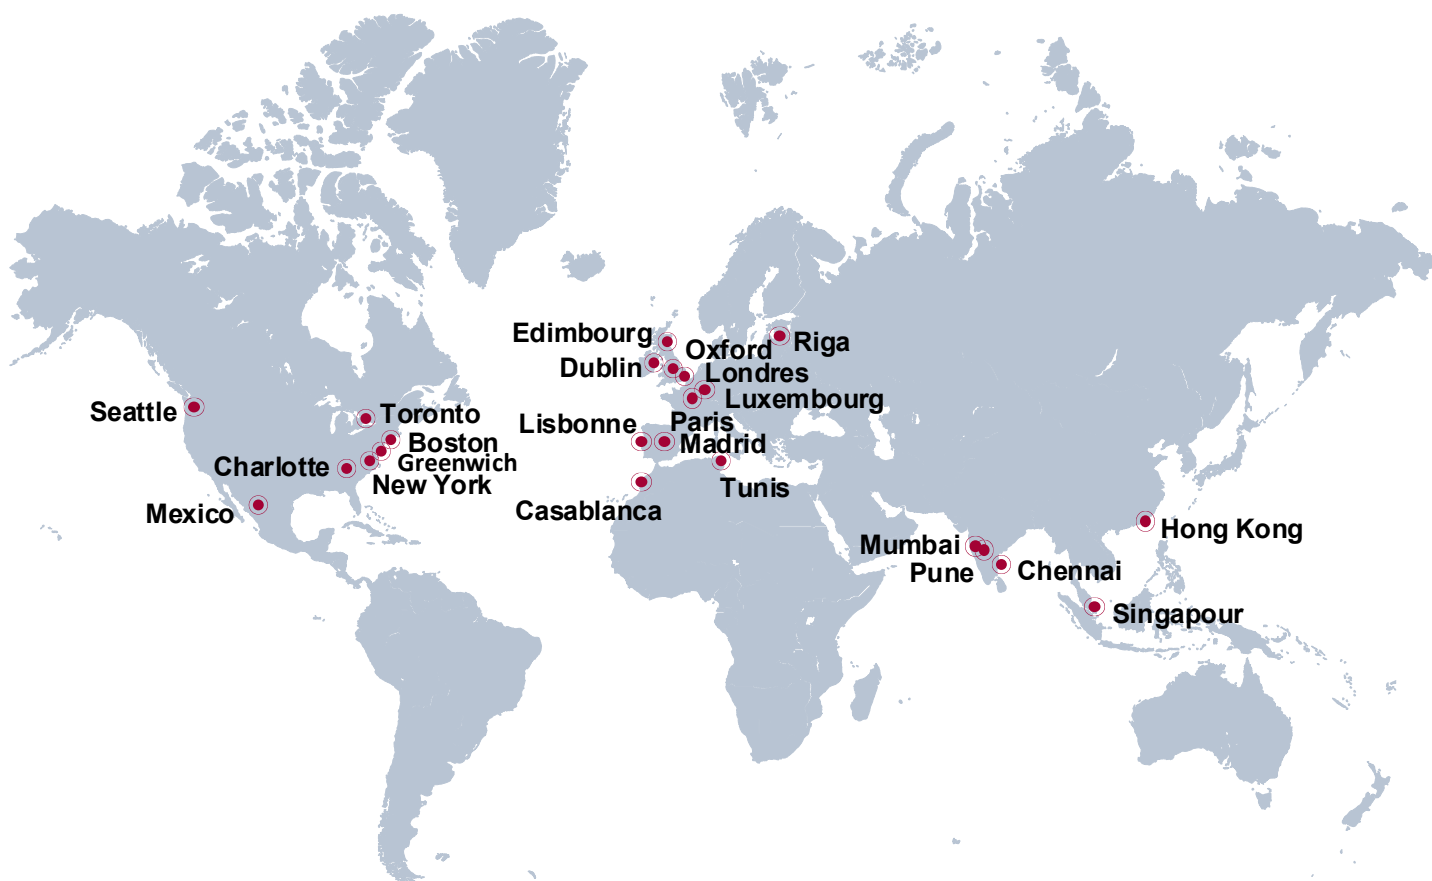 Edimbourg
Oxford
Riga
Dublin
Londres
Luxembourg
Seattle
Toronto
Lisbonne
Paris
Boston
Madrid
Greenwich
Charlotte
New York
Tunis
Mexico
Casablanca
Hong Kong
Mumbai
Pune
Chennai
Singapour